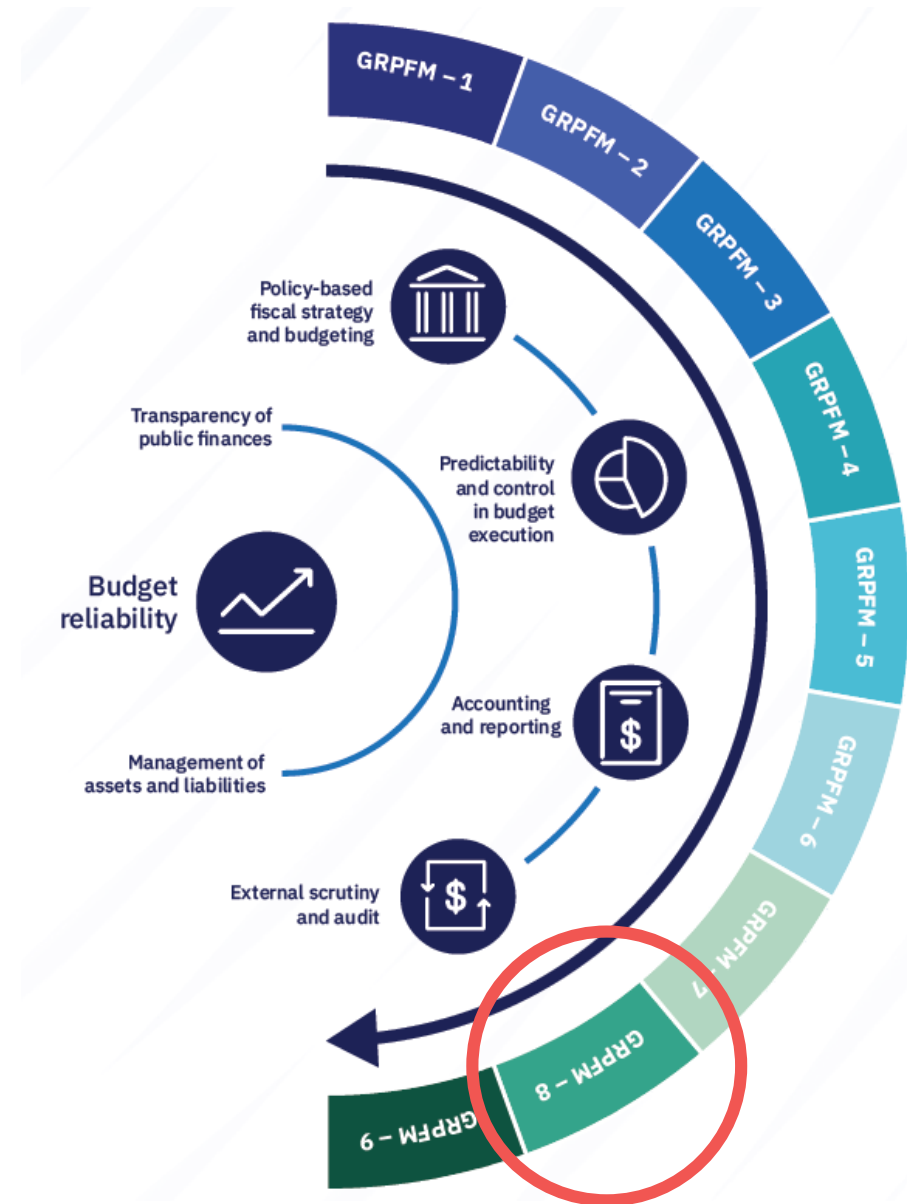 GRPFM – 1
GRPFM – 2
GRPFM – 3
GRPFM – 4
GRPFM – 5
GRPFM – 6
GRPFM – 7
GRPFM – 8
GRPFM – 9
Policy-based
fiscal strategy
and budgeting
Transparency of
public finances
Predictability
and control
in budget
execution
Budget
reliability
Accounting
and reporting
$
Management of
assets and liabilities
External scrutiny
and audit
$